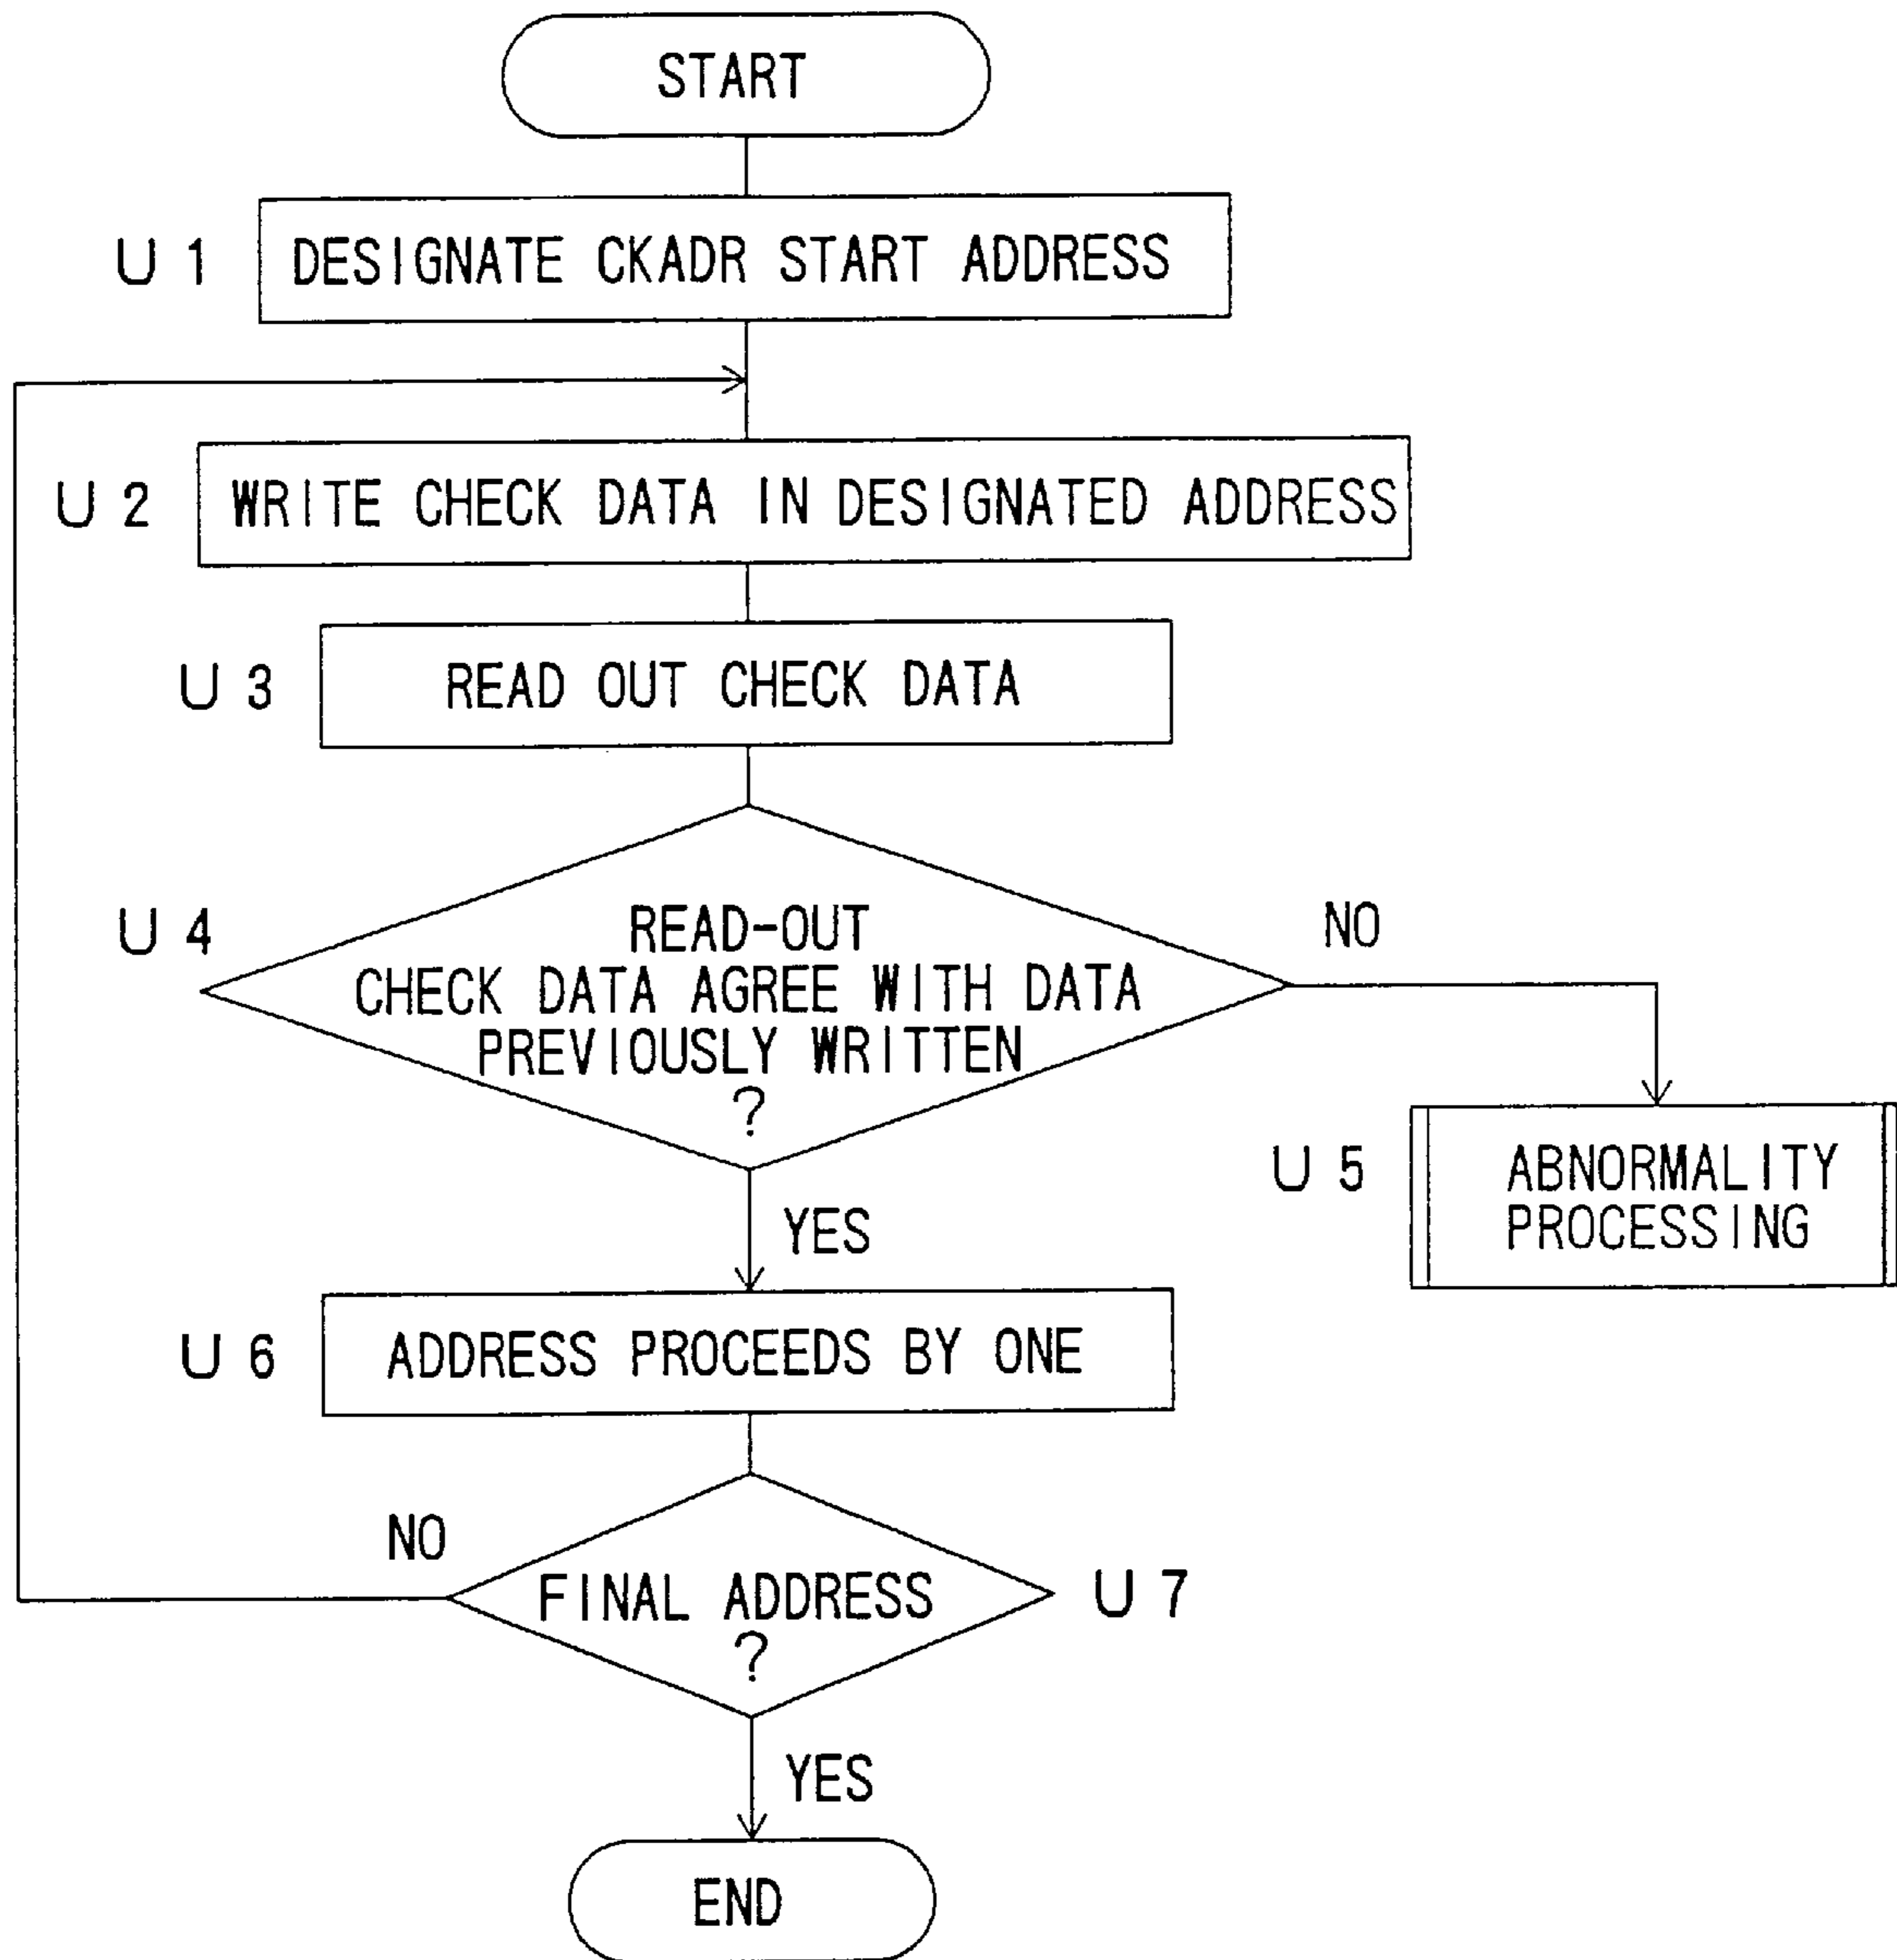 START
U 1
DESIGNATE CKADR START ADDRESS
U 2
WRITE CHECK DATA IN DESIGNATED ADDRESS
U 3
READ OUT CHECK DATA
U 4
READ-OUT
CHECK DATA AGREE WITH DATA
PREVIOUSLY WRITTEN
?
NO
U 5
ABNORMALITY
PROCESSING
YES
U 6
ADDRESS PROCEEDS BY ONE
NO
FINAL ADDRESS
?
U 7
YES
END